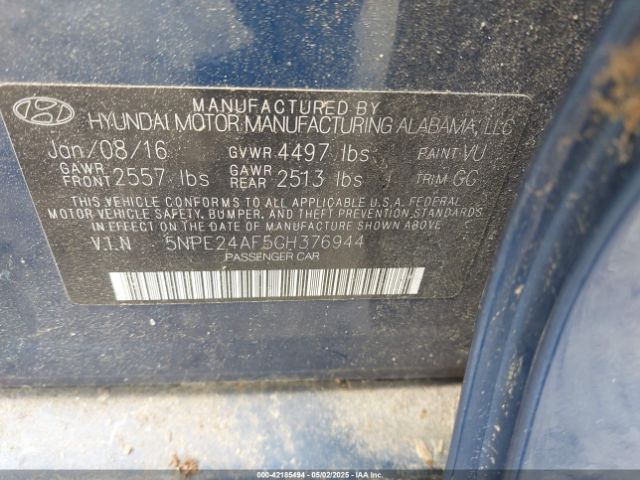 MANUFACTURED BY
HYUNDAI MOTOR MANUFACTURING ALABAMA, LLC
Jan/08/16 GVWR 4497 lbs PAINT VU
GAWR FRONT 2557 lbs GAWR REAR 2513 lbs TRIM GC
THIS VEHICLE CONFORMS TO ALL APPLICABLE U.S.A. FEDERAL
MOTOR VEHICLE SAFETY, BUMPER, AND THEFT PREVENTION
STANDARDS IN EFFECT ON THE DATE OF MANUFACTURE SHOWN ABOVE.
V.I.N 5NPE24AF5GH376944
PASSENGER CAR
000-42185494 - 05/02/2025 - IAA Inc. - Copart